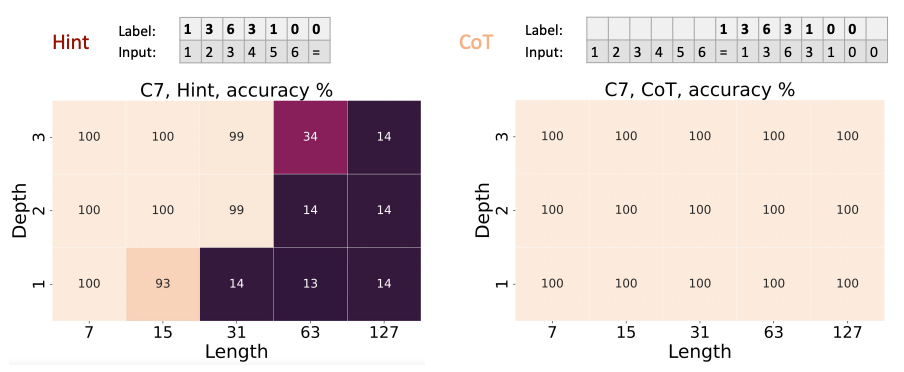 Hint
Label: 1 3 6 3 1 0 0
Input: 1 2 3 4 5 6 =
C7, Hint, accuracy %
Depth
3 100 100 99 34 14
2 100 100 99 14 14
1 100 93 14 13 14
7 15 31 63 127
Length
CoT
Label: 1 3 6 3 1 0 0
Input: 1 2 3 4 5 6 = 1 3 6 3 1 0 0
C7, CoT, accuracy %
Depth
3 100 100 100 100 100
2 100 100 100 100 100
1 100 100 100 100 100
7 15 31 63 127
Length